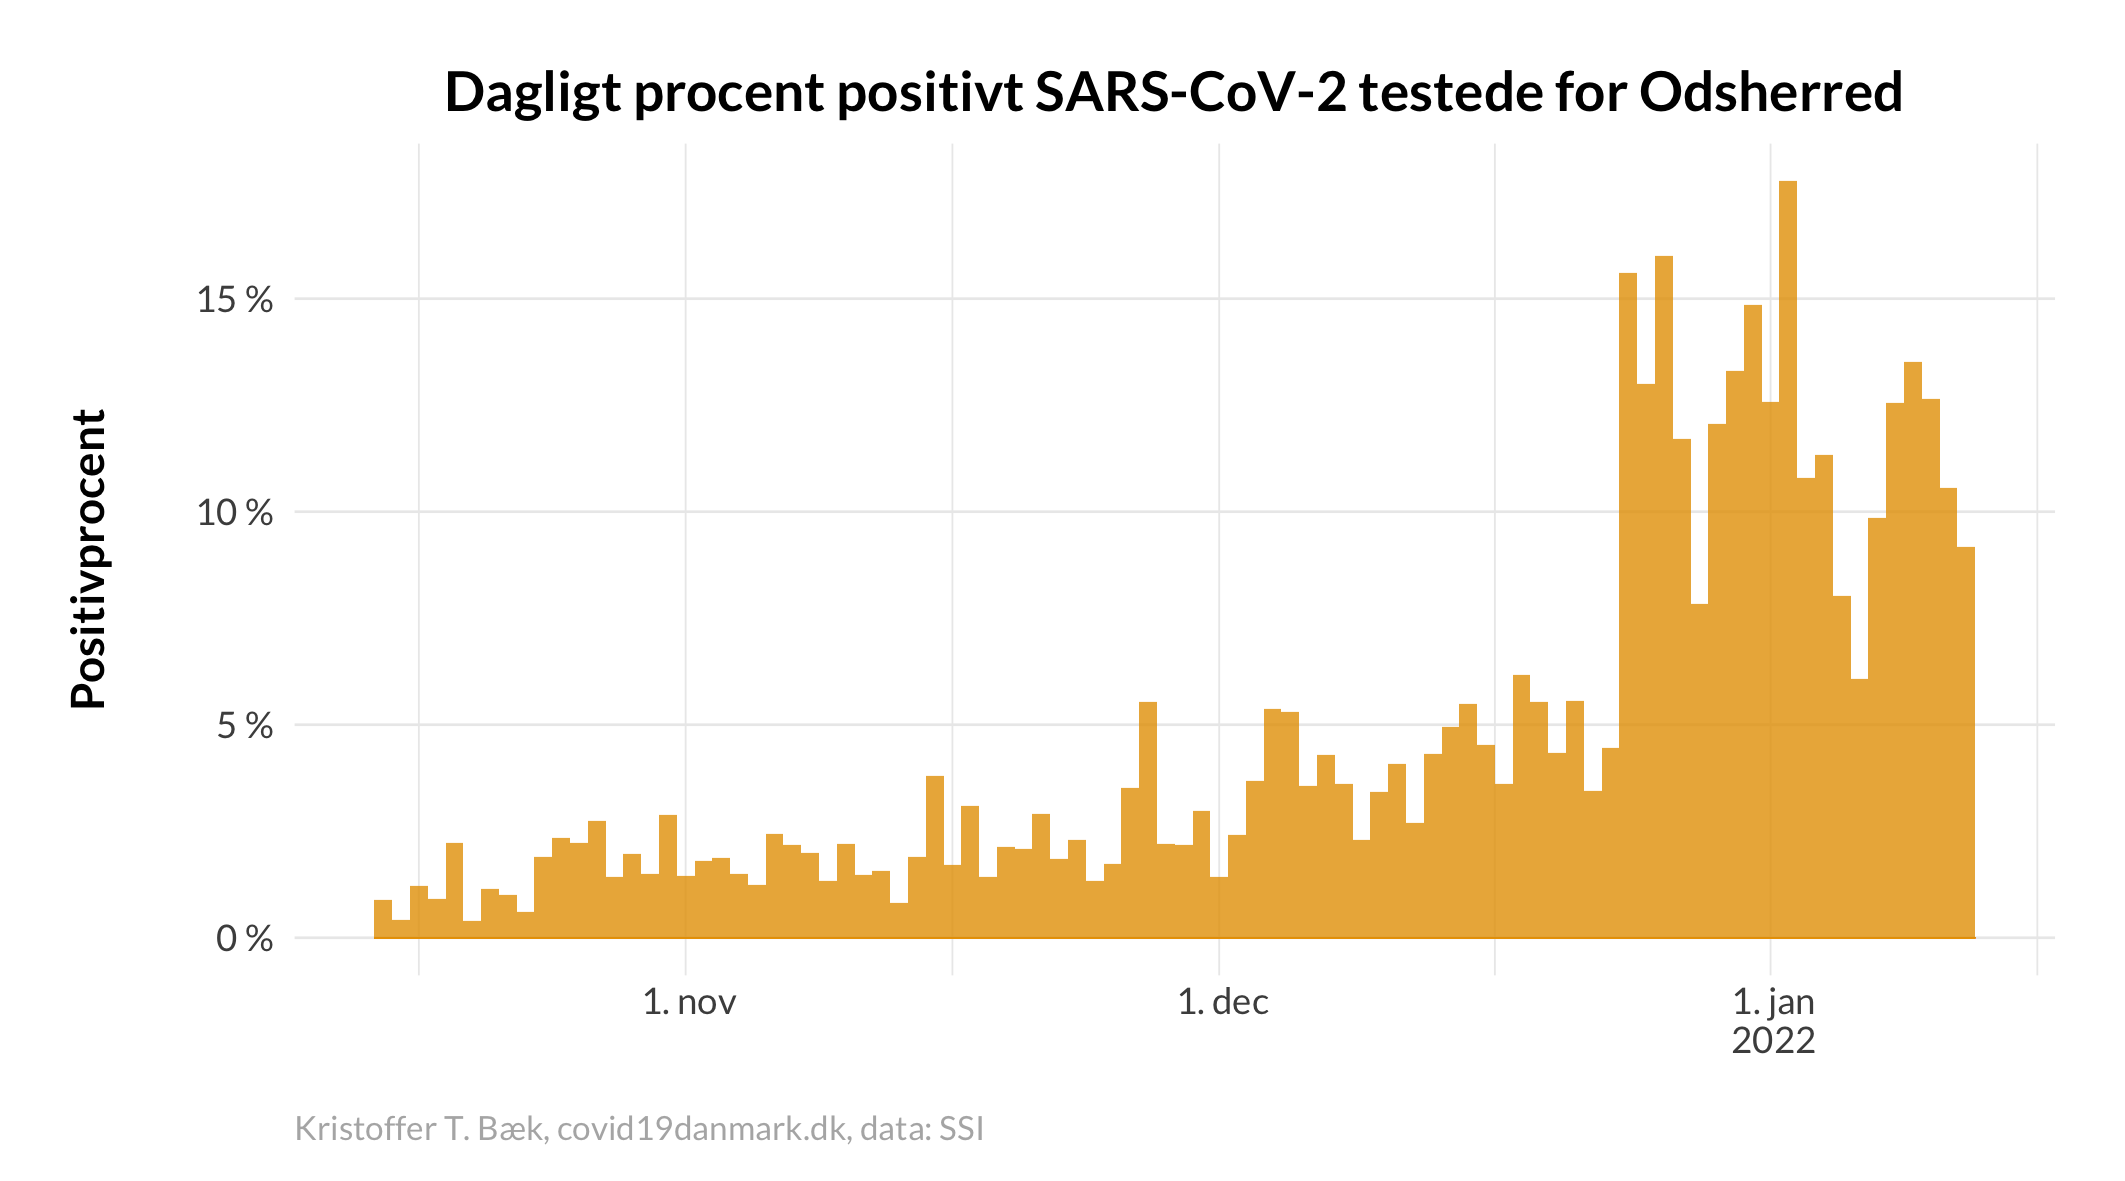 Dagligt procent positivt SARS-CoV-2 testede for Odsherred
Positivprocent
15 %
10 %
5 %
0 %
1. nov
1. dec
1. jan
2022
Kristoffer T. Bæk, covid19danmark.dk, data: SSI